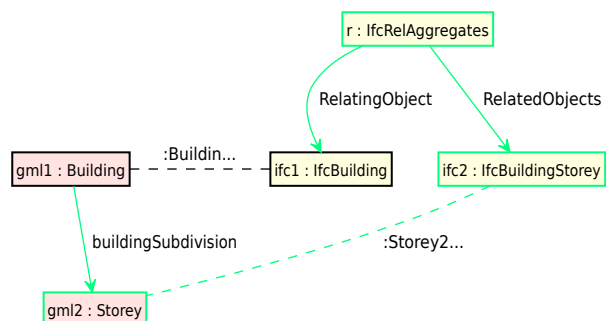 r : IfcRelAggregates
RelatingObject
RelatedObjects
:Buildin...
gml1 : Building
ifc1 : IfcBuilding
ifc2 : IfcBuildingStorey
buildingSubdivision
:Storey2...
gml2 : Storey